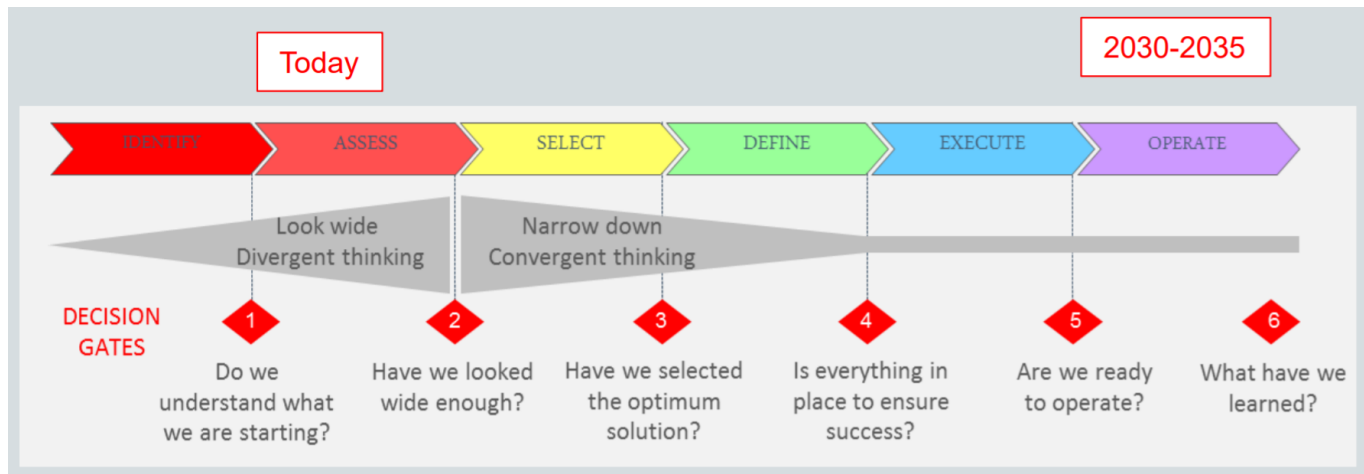 Today
2030-2035
IDENTIFY
ASSESS
SELECT
DEFINE
EXECUTE
OPERATE
Look wide
Divergent thinking
Narrow down
Convergent thinking
DECISION
GATES
1
2
3
4
5
6
Do we
understand what
we are starting?
Have we looked
wide enough?
Have we selected
the optimum
solution?
Is everything in
place to ensure
success?
Are we ready
to operate?
What have we
learned?